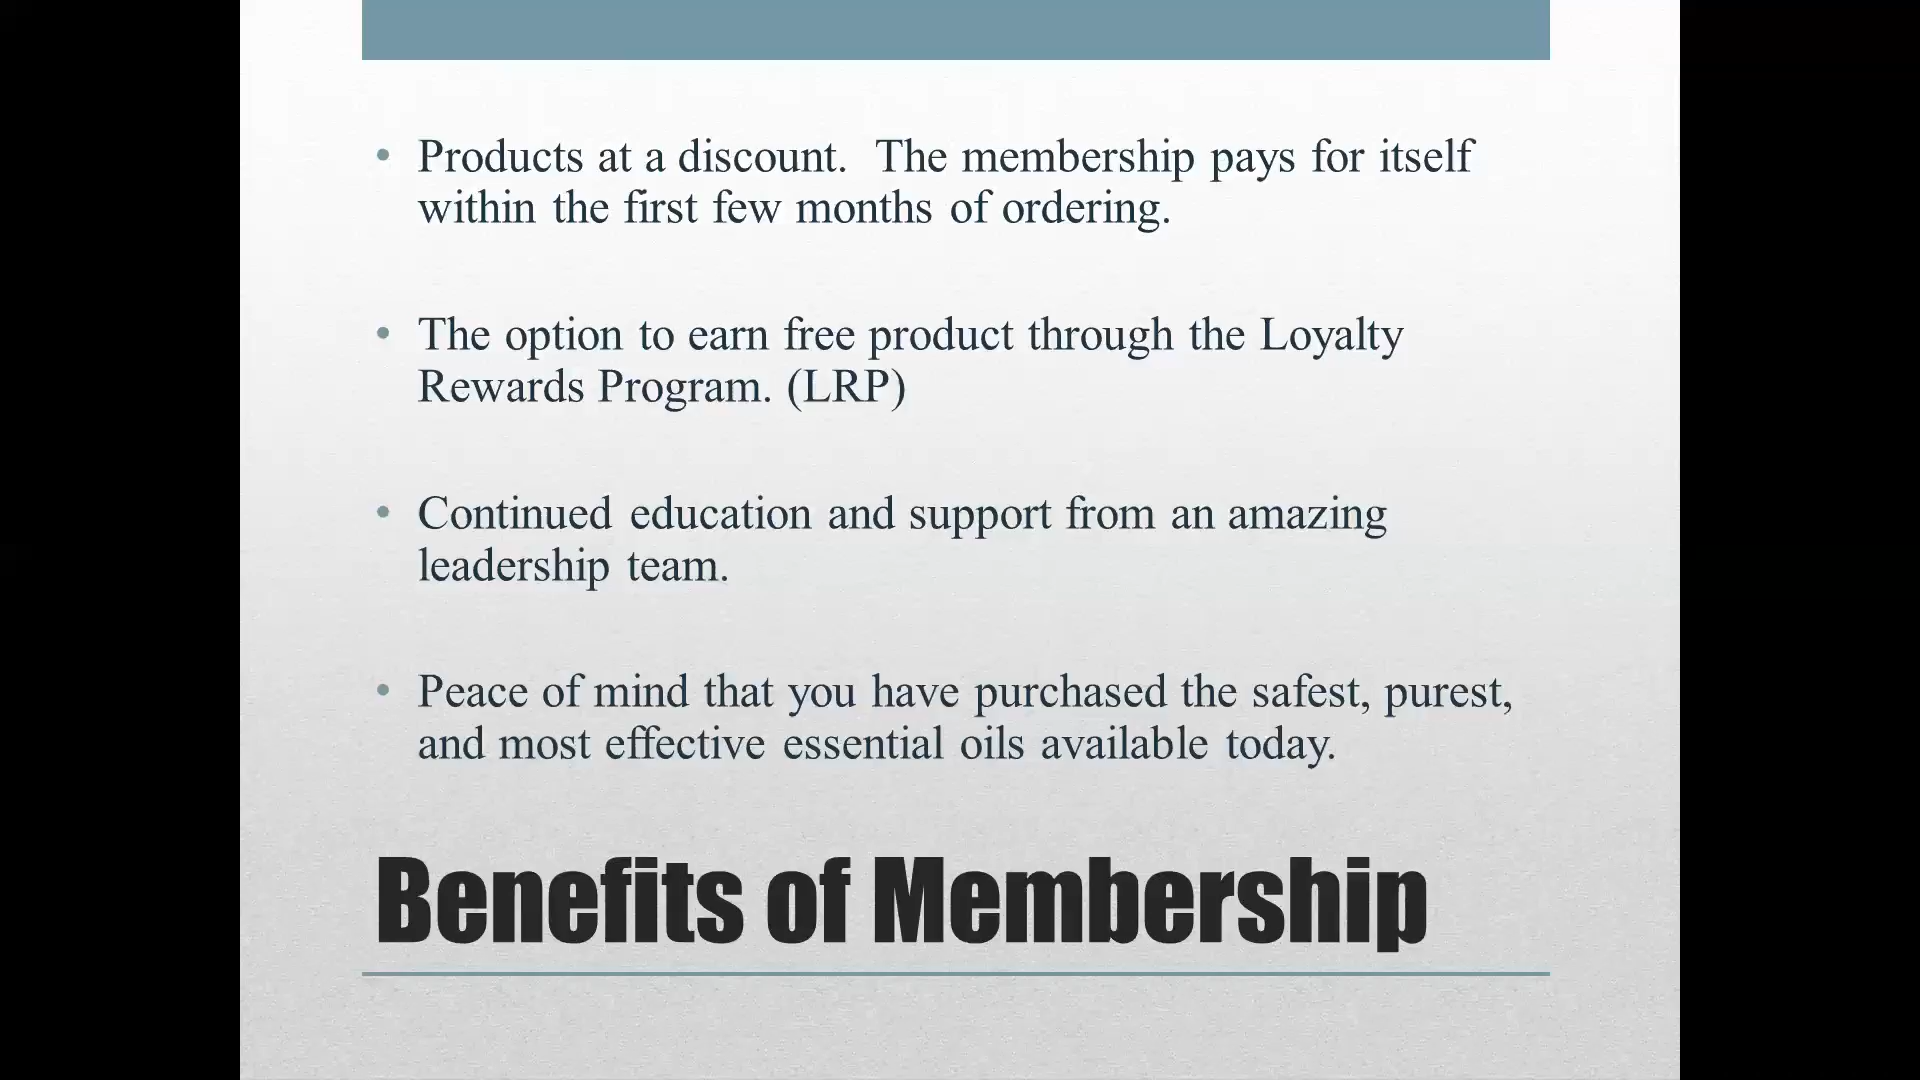 • Products at a discount.  The membership pays for itself
within the first few months of ordering.
• The option to earn free product through the Loyalty
Rewards Program. (LRP)
• Continued education and support from an amazing
leadership team.
• Peace of mind that you have purchased the safest, purest,
and most effective essential oils available today.
Benefits of Membership